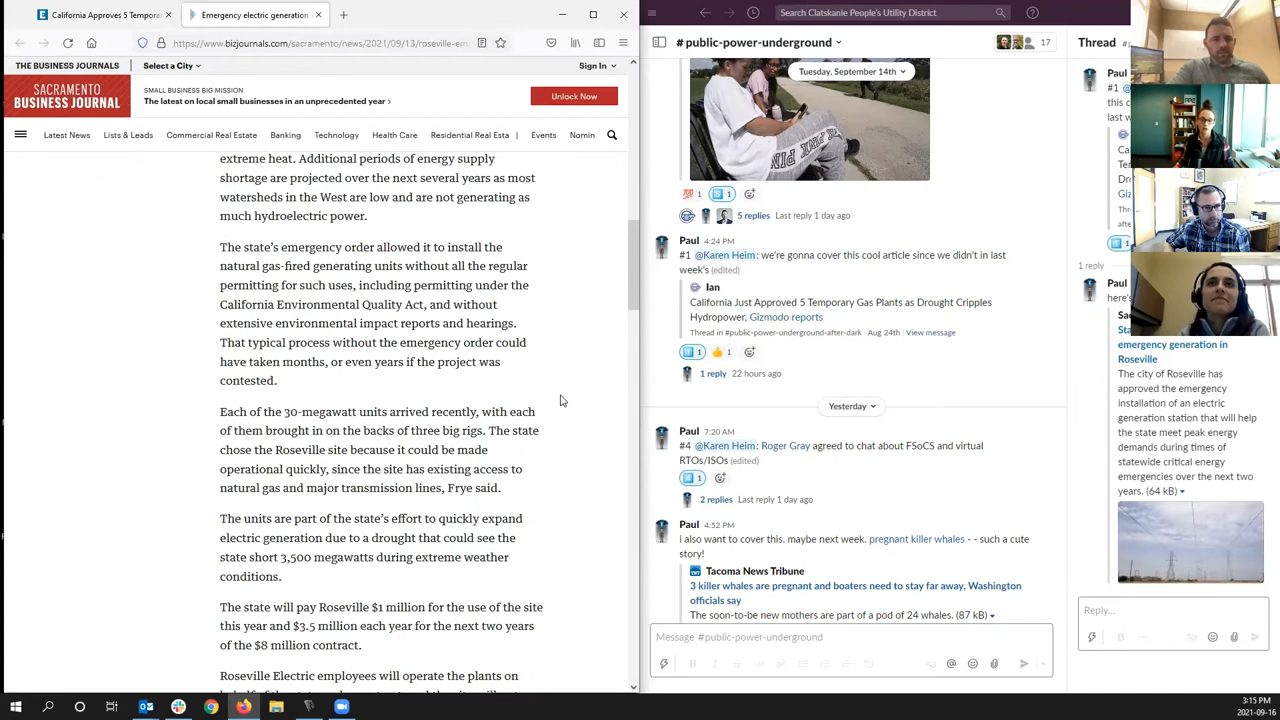 California Approves 5 Tempora
Emergency electric generation
https://www.bizjournals.com/
2021/09/13/roseville-em
THE BUSINESS JOURNALS
Select a City
Sign In
SACRAMENTO
BUSINESS JOURNAL
SMALL BUSINESS BIG MISSION
The latest on local small businesses in an unprecedented year
Unlock Now
Latest News Lists & Leads Commercial Real Estate Banking Technology Health Care Residential Real Esta Events Nomin
extreme heat. Additional periods of energy supply
shortage are projected over the next several years as most
watersheds in the West are low and are not generating as
much hydroelectric power.
The state's emergency order allowed it to install the
natural gas-fired generating units without all the regular
permitting for such uses, including permitting under the
California Environmental Quality Act, and without
extensive environmental impact reports and hearings.
The typical process without the emergency order could
have taken months, or even years if the project was
contested.
Each of the 30-megawatt units arrived recently, with each
of them brought in on the backs of three big rigs. The state
chose the Roseville site because it could be made
operational quickly, since the site has existing access to
natural gas and major transmission lines, Frye said.
The units are part of the state's effort to quickly expand
electric generation due to a drought that could see the
state short 3,500 megawatts during extreme weather
conditions.
The state will pay Roseville $1 million for the use of the site
this year and $3.5 million each year for the next two years
of the $8 million contract.
Roseville Electric employees will operate the plants on
Search Clatskanie People's Utility District
# public-power-underground
17
Tuesday, September 14th
1
1
5 replies Last reply 1 day ago
Paul 4:24 PM
#1 @Karen Heim: we're gonna cover this cool article since we didn't in last
week's (edited)
Ian
California Just Approved 5 Temporary Gas Plants as Drought Cripples
Hydropower, Gizmodo reports
Thread in #public-power-underground-after-dark | Aug 24th | View message
1
1
1 reply 22 hours ago
Yesterday
Paul 7:20 AM
#4 @Karen Heim: Roger Gray agreed to chat about FSoCS and virtual
RTOs/ISOs (edited)
1
2 replies Last reply 1 day ago
Paul 4:52 PM
i also want to cover this. maybe next week. pregnant killer whales - - such a cute
story!
Tacoma News Tribune
3 killer whales are pregnant and boaters need to stay far away, Washington
officials say
The soon-to-be new mothers are part of a pod of 24 whales. (87 kB)
Message #public-power-underground
Thread
Paul
#1
this c
last w
Cal
Ter
Dro
Giz
Thre
after
1
1 reply
Paul
here's
Sac
Sta
emergency generation in
Roseville
The city of Roseville has
approved the emergency
installation of an electric
generation station that will help
the state meet peak energy
demands during times of
statewide critical energy
emergencies over the next two
years. (64 kB)
Reply...
3:15 PM
2021-09-16